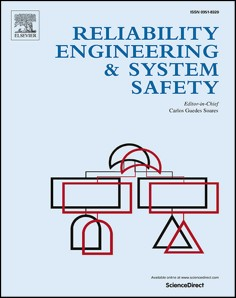 ISSN 0951-8320
ELSEVIER
RELIABILITY
ENGINEERING
& SYSTEM
SAFETY
Editor-in-Chief
Carlos Guedes Soares
Available online at www.sciencedirect.com
ScienceDirect